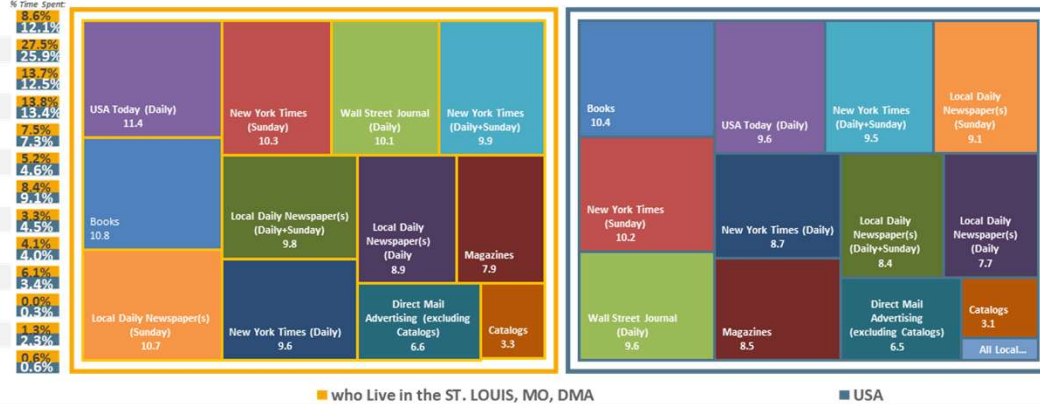 % Time Spent:
8.6%
12.1%
27.5%
25.9%
13.7%
12.5%
13.8%
13.4%
7.5%
7.3%
5.2%
4.6%
8.4%
9.1%
3.3%
4.5%
4.1%
4.0%
6.1%
3.4%
0.0%
0.3%
1.3%
2.3%
0.6%
0.6%
USA Today (Daily)
11.4
New York Times
(Sunday)
10.3
Wall Street Journal
(Daily)
10.1
New York Times
(Daily+Sunday)
9.9
Books
10.8
Local Daily Newspaper(s)
(Daily+Sunday)
9.8
Local Daily
Newspaper(s)
(Daily
8.9
Magazines
7.9
Local Daily Newspaper(s)
(Sunday)
10.7
New York Times (Daily)
9.6
Direct Mail
Advertising (excluding
Catalogs)
6.6
Catalogs
3.3
Books
10.4
USA Today (Daily)
9.6
New York Times
(Daily+Sunday)
9.5
Local Daily
Newspaper(s)
(Sunday)
9.1
New York Times
(Sunday)
10.2
New York Times (Daily)
8.7
Local Daily
Newspaper(s)
(Daily+Sunday)
8.4
Local Daily
Newspaper(s)
(Daily
7.7
Wall Street Journal
(Daily)
9.6
Magazines
8.5
Direct Mail
Advertising
(excluding Catalogs)
6.5
Catalogs
3.1
All Local...
who Live in the ST. LOUIS, MO, DMA
USA